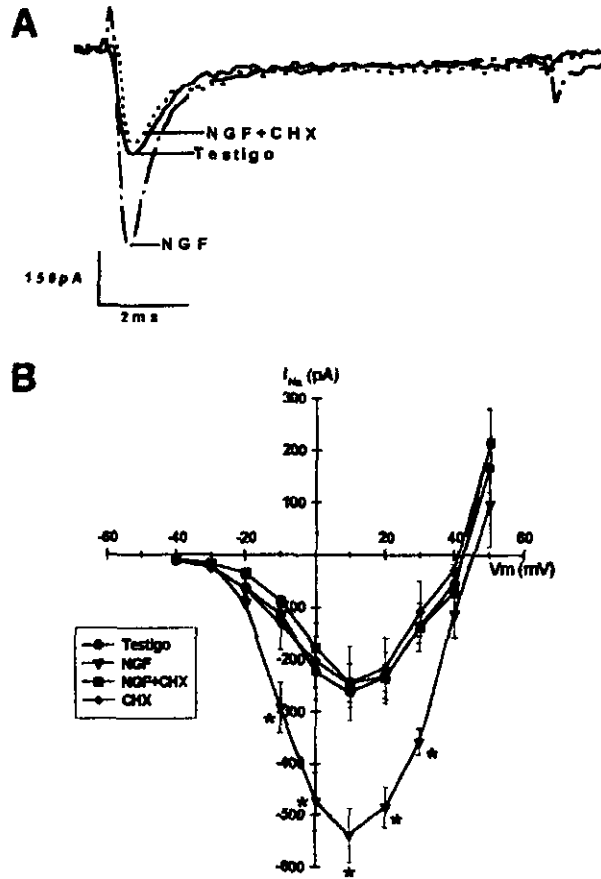 A
NGF+CHX
Testigo
NGF
150pA
2ms
B
I Na (pA)
300
200
100
-60 -40 -20 20 40 60
Vm (mV)
-100
-200
-300
-400
-500
-600
Testigo
NGF
NGF+CHX
CHX
* * * * *